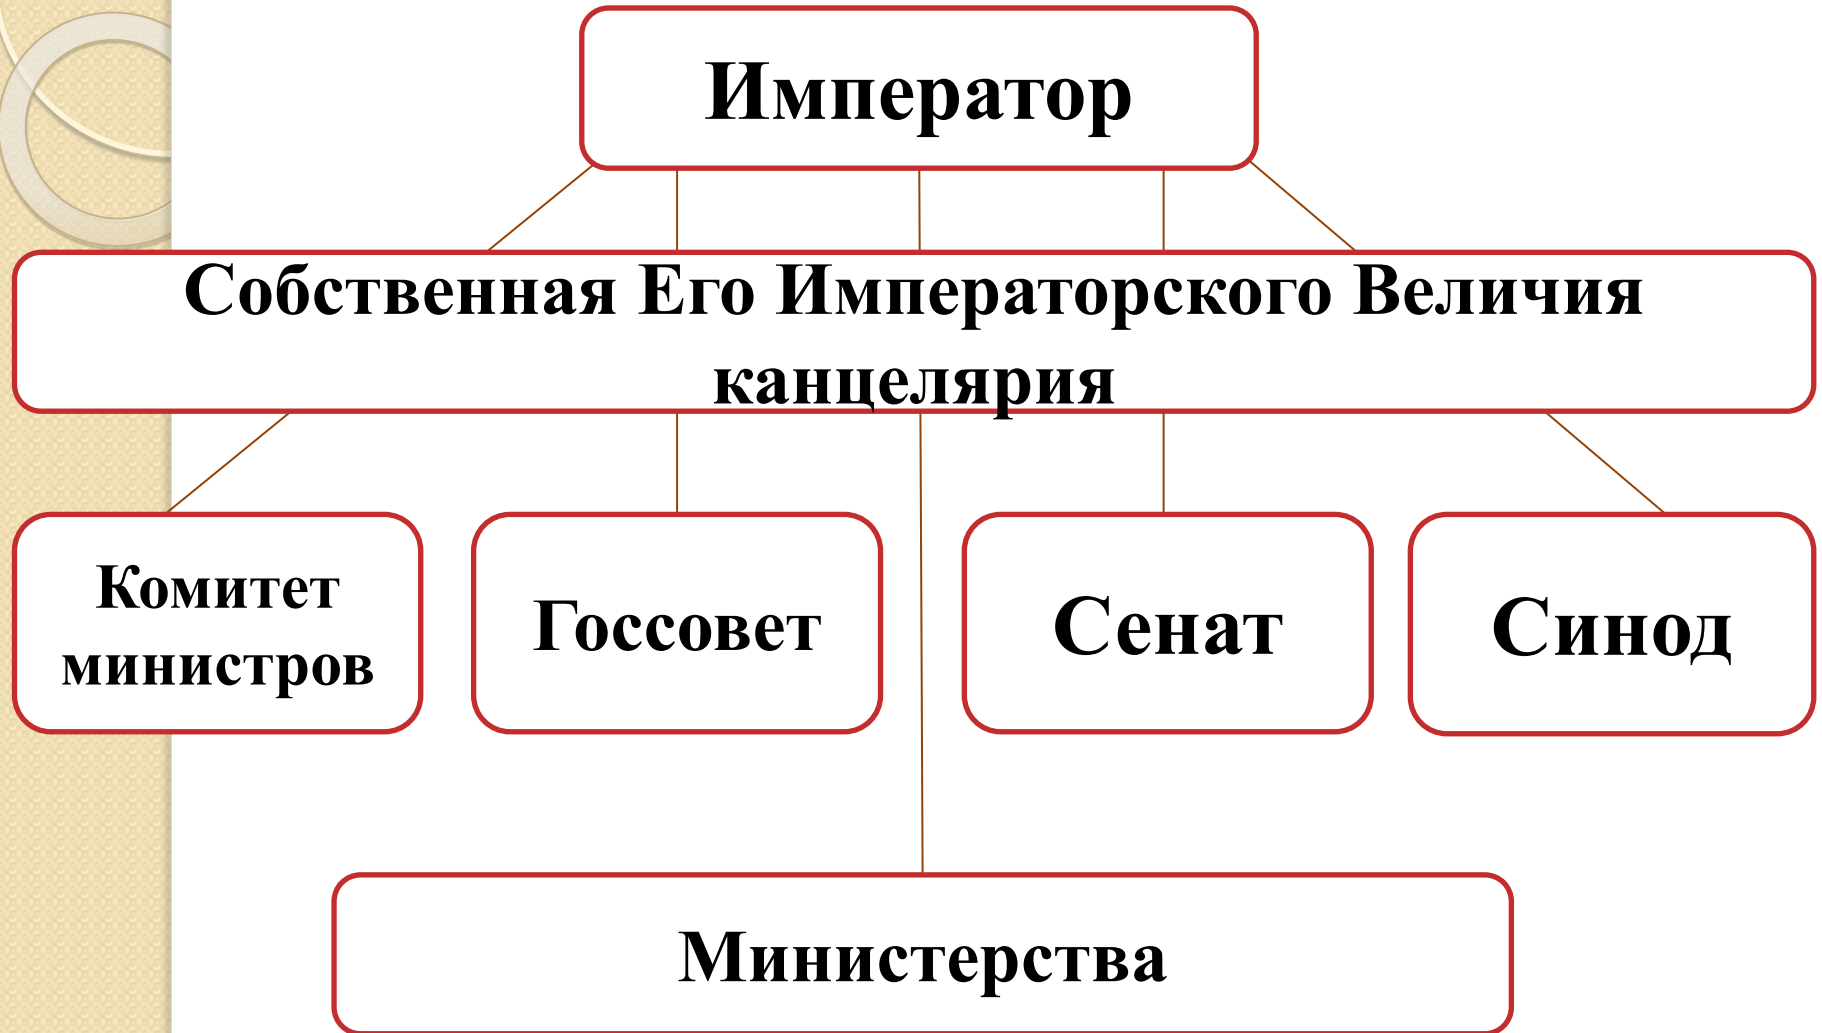 Император
Собственная Его Императорского Величия
канцелярия
Комитет
министров
Госсовет
Сенат
Синод
Министерства